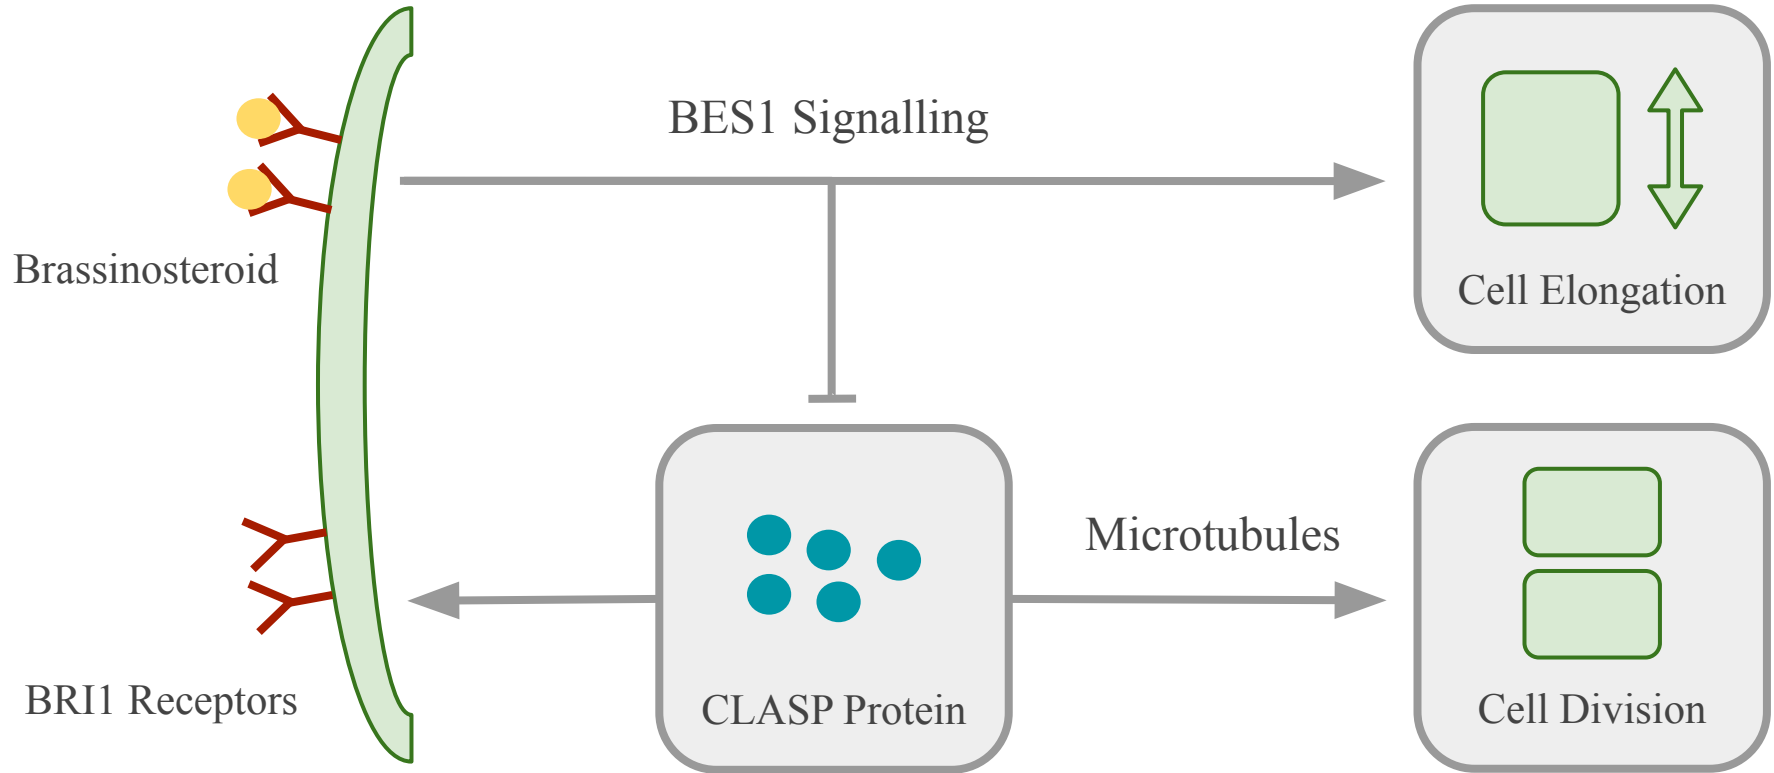 BES1 Signalling
Brassinosteroid
Cell Elongation
Microtubules
BRI1 Receptors
CLASP Protein
Cell Division